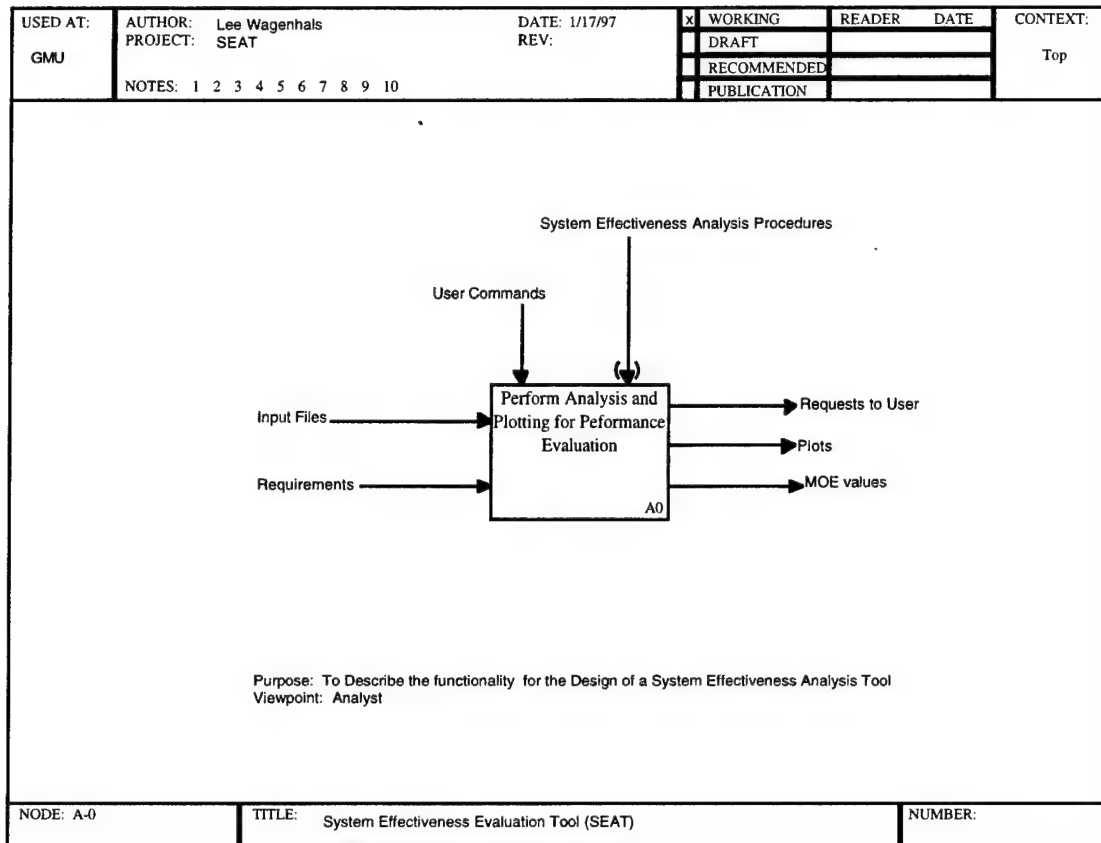 USED AT:
GMU
AUTHOR: Lee Wagenhals
DATE: 1/17/97
PROJECT: SEAT
REV:
NOTES: 1 2 3 4 5 6 7 8 9 10
x WORKING
DRAFT
RECOMMENDED
PUBLICATION
READER DATE
CONTEXT:
Top
System Effectiveness Analysis Procedures
User Commands
( )
Input Files
Requirements
Perform Analysis and
Plotting for Peformance
Evaluation
A0
Requests to User
Plots
MOE values
Purpose: To Describe the functionality for the Design of a System Effectiveness Analysis Tool
Viewpoint: Analyst
NODE: A-0
TITLE: System Effectiveness Evaluation Tool (SEAT)
NUMBER: